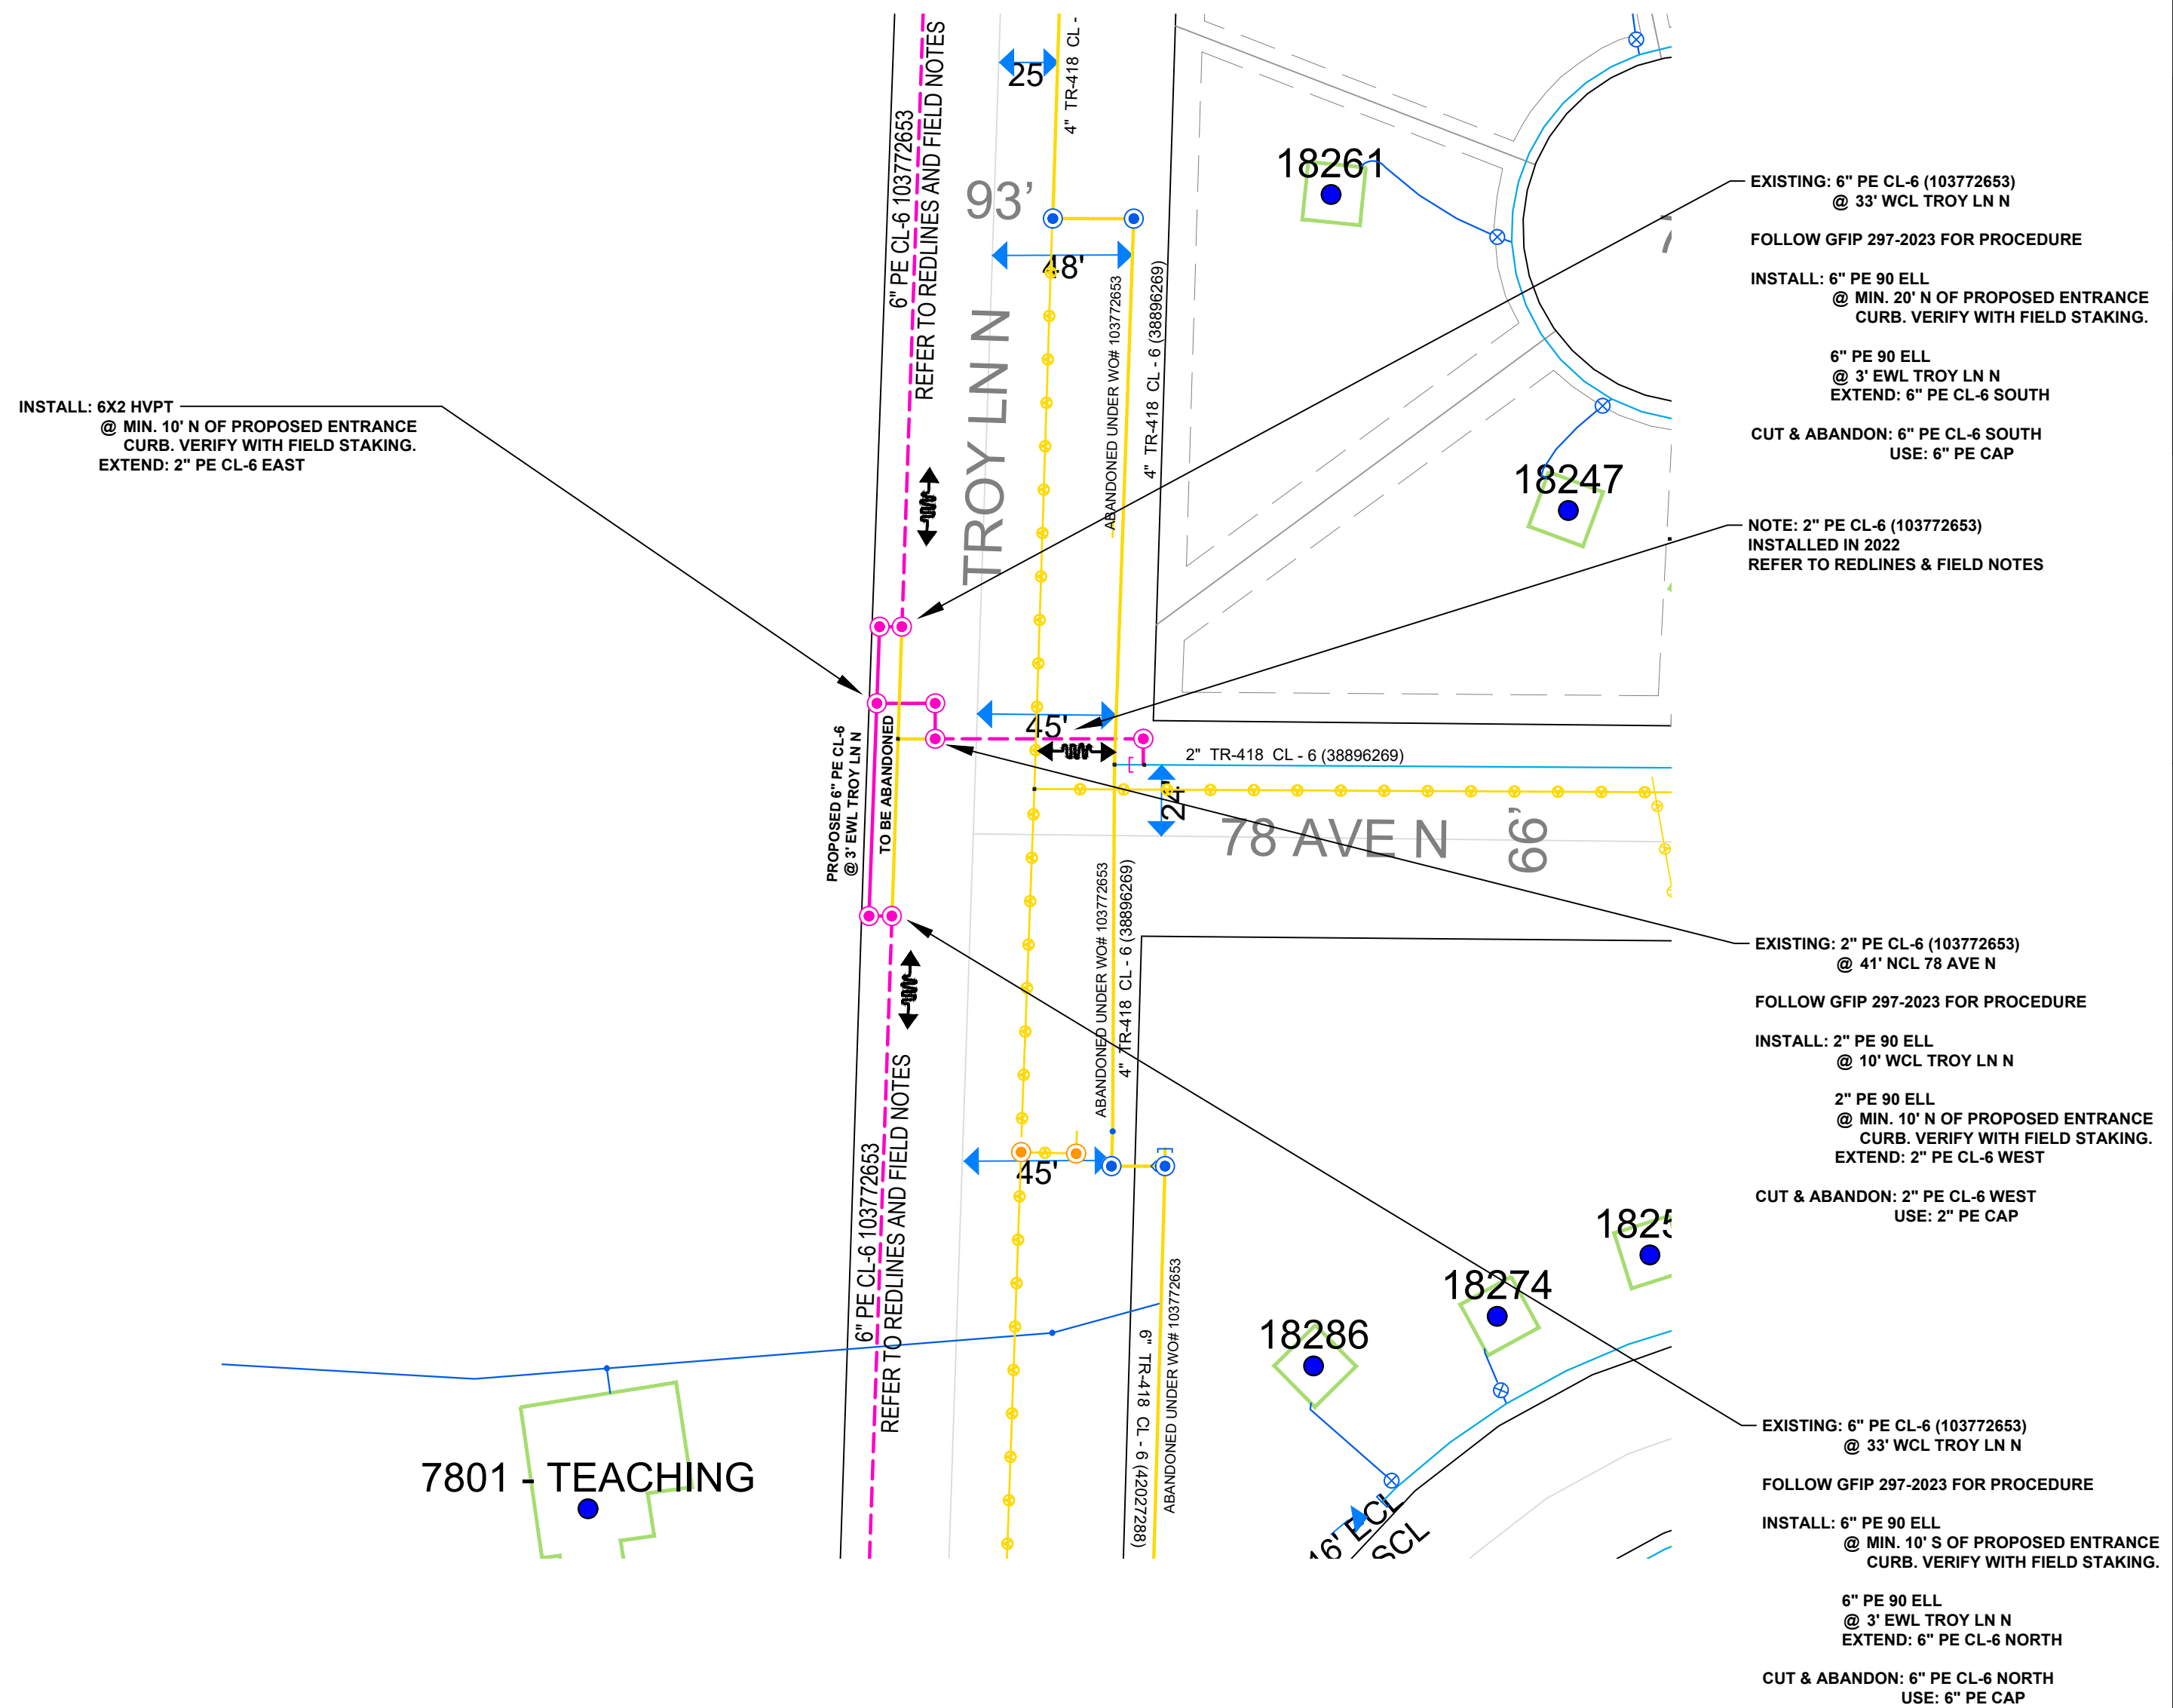 INSTALL: 6X2 HVPT
@ MIN. 10' N OF PROPOSED ENTRANCE
CURB. VERIFY WITH FIELD STAKING.
EXTEND: 2" PE CL-6 EAST
6" PE CL-6 103772653
REFER TO REDLINES AND FIELD NOTES
25'
4" TR-418 CL -
93'
48'
TROY LN N
ABANDONED UNDER WO# 103772653
4" TR-418 CL - 6 (38896269)
18261
18247
EXISTING: 6" PE CL-6 (103772653)
@ 33' WCL TROY LN N
FOLLOW GFIP 297-2023 FOR PROCEDURE
INSTALL: 6" PE 90 ELL
@ MIN. 20' N OF PROPOSED ENTRANCE
CURB. VERIFY WITH FIELD STAKING.
6" PE 90 ELL
@ 3' EWL TROY LN N
EXTEND: 6" PE CL-6 SOUTH
CUT & ABANDON: 6" PE CL-6 SOUTH
USE: 6" PE CAP
NOTE: 2" PE CL-6 (103772653)
INSTALLED IN 2022
REFER TO REDLINES & FIELD NOTES
PROPOSED 6" PE CL-6
@ 3' EWL TROY LN N
TO BE ABANDONED
45'
2" TR-418 CL - 6 (38896269)
24'
78 AVE N
66'
ABANDONED UNDER WO# 103772653
4" TR-418 CL - 6 (38896269)
EXISTING: 2" PE CL-6 (103772653)
@ 41' NCL 78 AVE N
FOLLOW GFIP 297-2023 FOR PROCEDURE
INSTALL: 2" PE 90 ELL
@ 10' WCL TROY LN N
2" PE 90 ELL
@ MIN. 10' N OF PROPOSED ENTRANCE
CURB. VERIFY WITH FIELD STAKING.
EXTEND: 2" PE CL-6 WEST
CUT & ABANDON: 2" PE CL-6 WEST
USE: 2" PE CAP
6" PE CL-6 103772653
REFER TO REDLINES AND FIELD NOTES
45'
6" TR-418 CL - 6 (42027288)
ABANDONED UNDER WO# 103772653
18274
18286
7801 - TEACHING
16' ECL
SCL
EXISTING: 6" PE CL-6 (103772653)
@ 33' WCL TROY LN N
FOLLOW GFIP 297-2023 FOR PROCEDURE
INSTALL: 6" PE 90 ELL
@ MIN. 10' S OF PROPOSED ENTRANCE
CURB. VERIFY WITH FIELD STAKING.
6" PE 90 ELL
@ 3' EWL TROY LN N
EXTEND: 6" PE CL-6 NORTH
CUT & ABANDON: 6" PE CL-6 NORTH
USE: 6" PE CAP